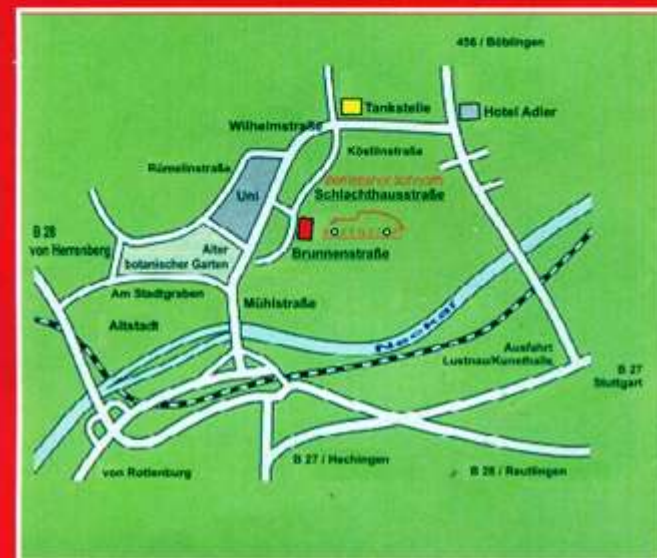 456 / Böblingen
Tankstelle
Hotel Adler
Wilhelmstraße
Köstlinstraße
Rümelinstraße
Schlachthausstraße
Uni
B 28
von Herrenberg
Alter
botanischer Garten
Brunnenstraße
Am Stadtgraben
Mühlstraße
Altstadt
Neckar
Ausfahrt
Lustnau/Kunsthalle
B 27
Stuttgart
B 27 / Hechingen
von Rottenburg
B 28 / Reutlingen